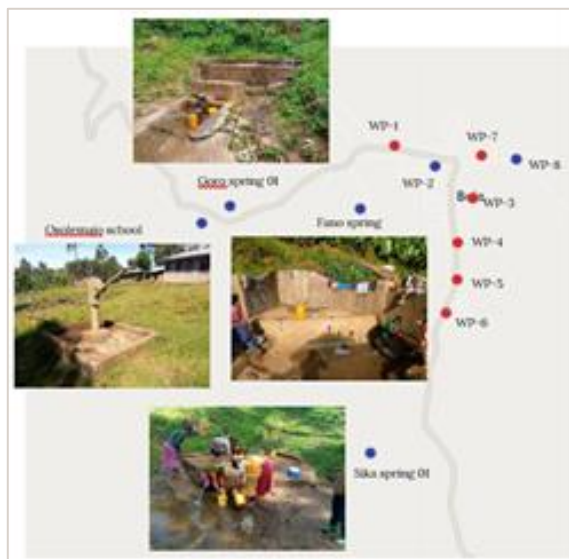 WP-1
WP-7
WP-8
WP-2
Goro spring 01
WP-3
Fano spring
school
WP-4
WP-5
WP-6
Sika spring 01